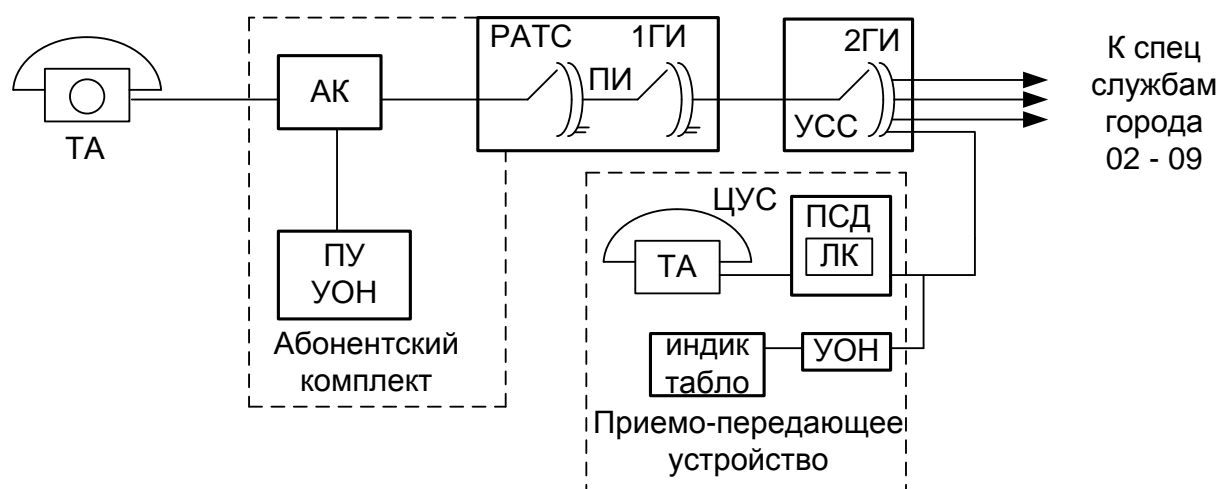 ТА
АК
ПУ
УОН
Абонентский
комплект
РАТС
1ГИ
ПИ
2ГИ
УСС
К спец
службам
города
02 - 09
ЦУС
ТА
ПСД
ЛК
индик
табло
УОН
Приемо-передающее
устройство